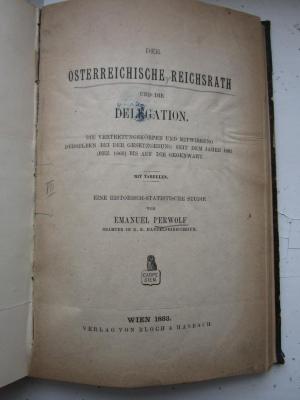 DER
ÖSTERREICHISCHE REICHSRATH
UND DIE
DELEGATION.
DIE VERTRETUNGSKÖRPER UND MITWIRKUNG
DERSELBEN BEI DER GESETZGEBUNG SEIT DEM JAHRE 1861
BIS AUF DIE GEGENWART.
MIT TABELLEN.
EINE HISTORISCH-STATISTISCHE STUDIE
VON
EMANUEL PERWOLF
BEAMTER IM K. K. HANDELSMINISTERIUM.
WIEN 1883.
VERLAG VON BLOCH & HASBACH.